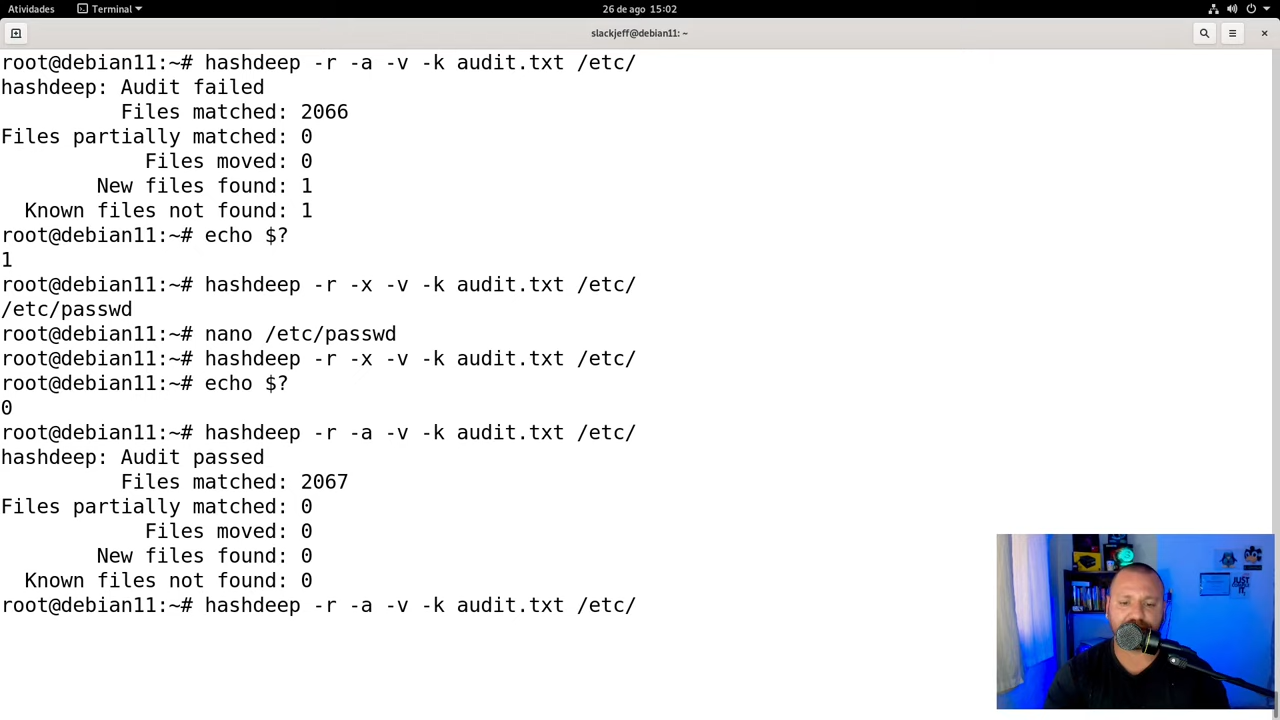 Atividades
Terminal
26 de ago 15:02
slackjeff@debian11: ~
root@debian11:~# hashdeep -r -a -v -k audit.txt /etc/
hashdeep: Audit failed
Files matched: 2066
Files partially matched: 0
Files moved: 0
New files found: 1
Known files not found: 1
root@debian11:~# echo $?
1
root@debian11:~# hashdeep -r -x -v -k audit.txt /etc/
/etc/passwd
root@debian11:~# nano /etc/passwd
root@debian11:~# hashdeep -r -x -v -k audit.txt /etc/
root@debian11:~# echo $?
0
root@debian11:~# hashdeep -r -a -v -k audit.txt /etc/
hashdeep: Audit passed
Files matched: 2067
Files partially matched: 0
Files moved: 0
New files found: 0
Known files not found: 0
root@debian11:~# hashdeep -r -a -v -k audit.txt /etc/
JUST